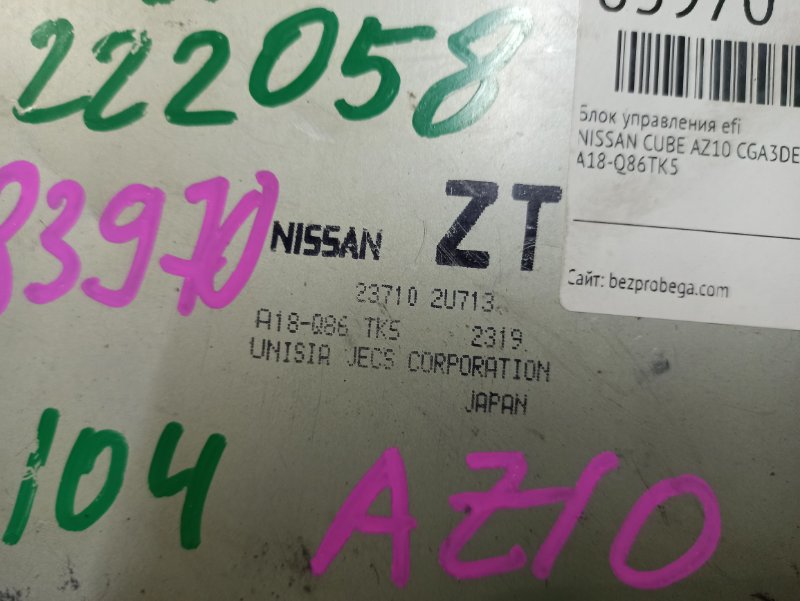 222058
83970
NISSAN
ZT
23710 2U713
A18-Q86 TK5 2319
UNISIA JECS CORPORATION
JAPAN
104
AZ10
Блок управления efi
NISSAN CUBE AZ10 CGA3DE
A18-Q86TK5
Сайт: bezprobega.com